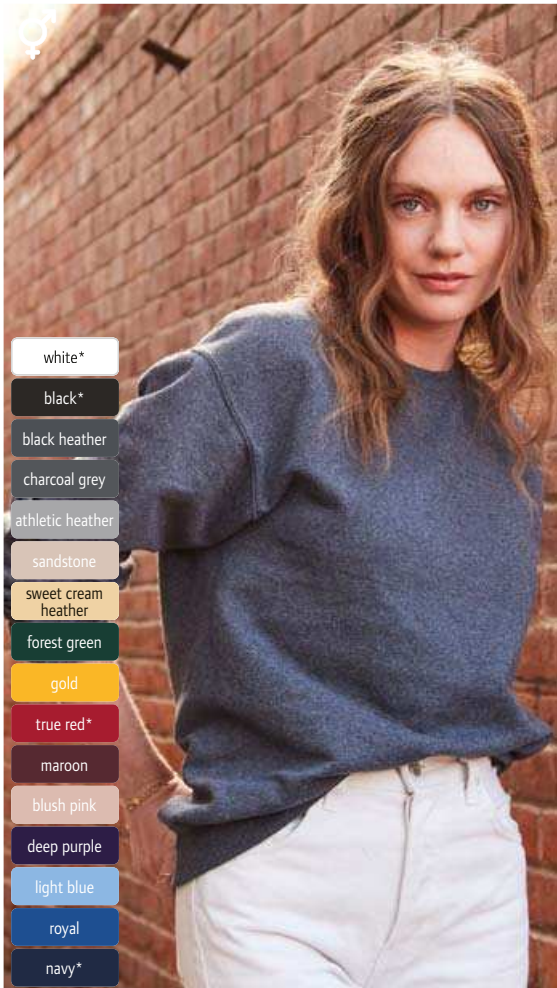 white*
black*
black heather
charcoal grey
athletic heather
sandstone
sweet cream
heather
forest green
gold
true red*
maroon
blush pink
deep purple
light blue
royal
navy*